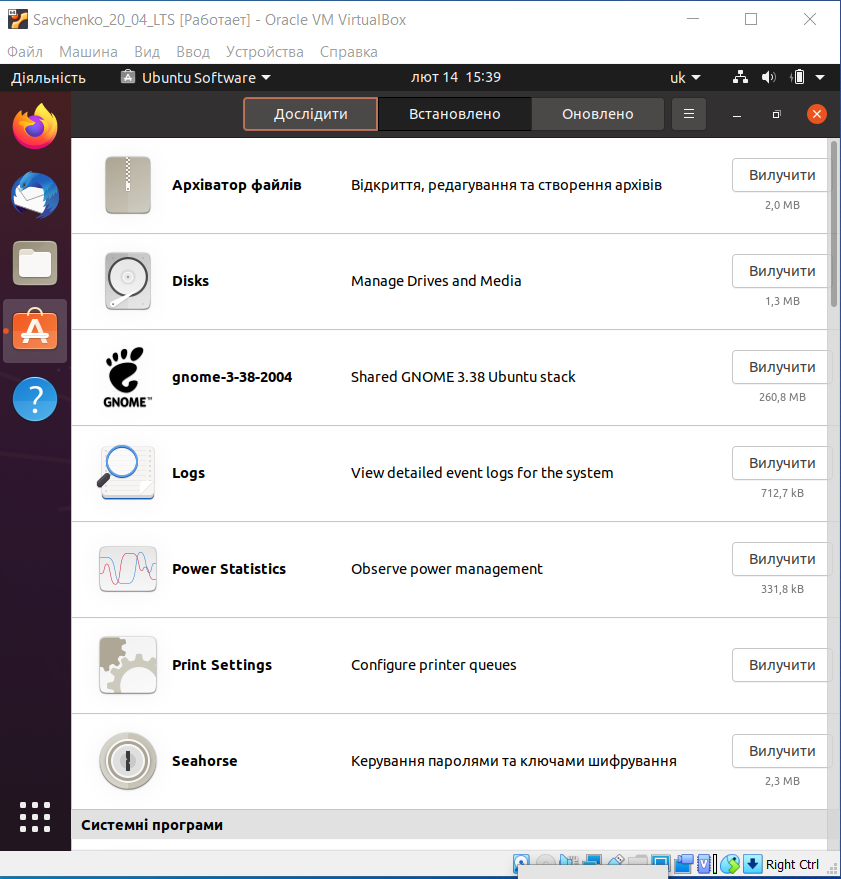 Savchenko_20_04_LTS [Работает] - Oracle VM VirtualBox
Файл Машина Вид Ввод Устройства Справка
Діяльність Ubuntu Software лют 14 15:39 uk
Дослідити Встановлено Оновлено
Архіватор файлів Відкриття, редагування та створення архівів Вилучити
2,0 MB
Disks Manage Drives and Media Вилучити
1,3 MB
GNOME™ gnome-3-38-2004 Shared GNOME 3.38 Ubuntu stack Вилучити
260,8 MB
Logs View detailed event logs for the system Вилучити
712,7 kB
Power Statistics Observe power management Вилучити
331,8 kB
Print Settings Configure printer queues Вилучити
Seahorse Керування паролями та ключами шифрування Вилучити
2,3 MB
Системні програми
Right Ctrl